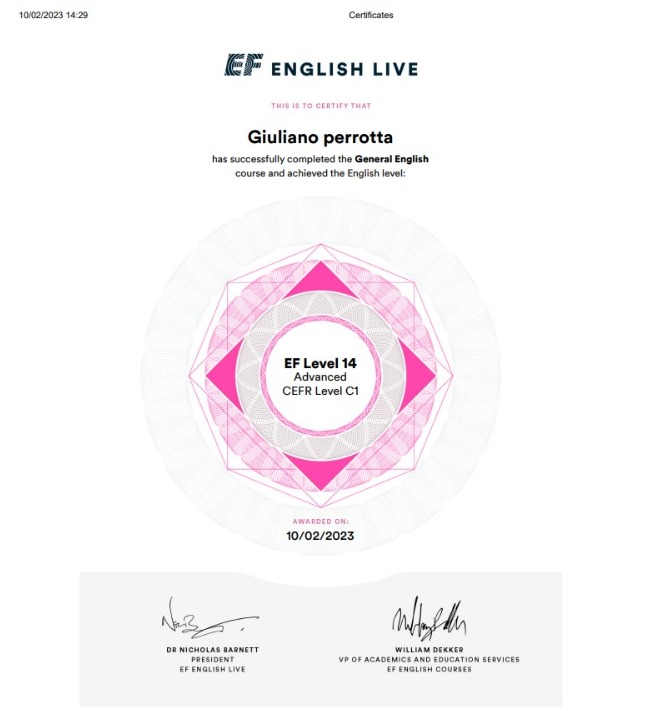 10/02/2023 14:29 Certificates
EF ENGLISH LIVE
THIS IS TO CERTIFY THAT
Giuliano perrotta
has successfully completed the General English
course and achieved the English level:
EF Level 14
Advanced
CEFR Level C1
AWARDED ON:
10/02/2023
DR NICHOLAS BARNETT
PRESIDENT
EF ENGLISH LIVE
WILLIAM DEKKER
VP OF ACADEMICS AND EDUCATION SERVICES
EF ENGLISH COURSES